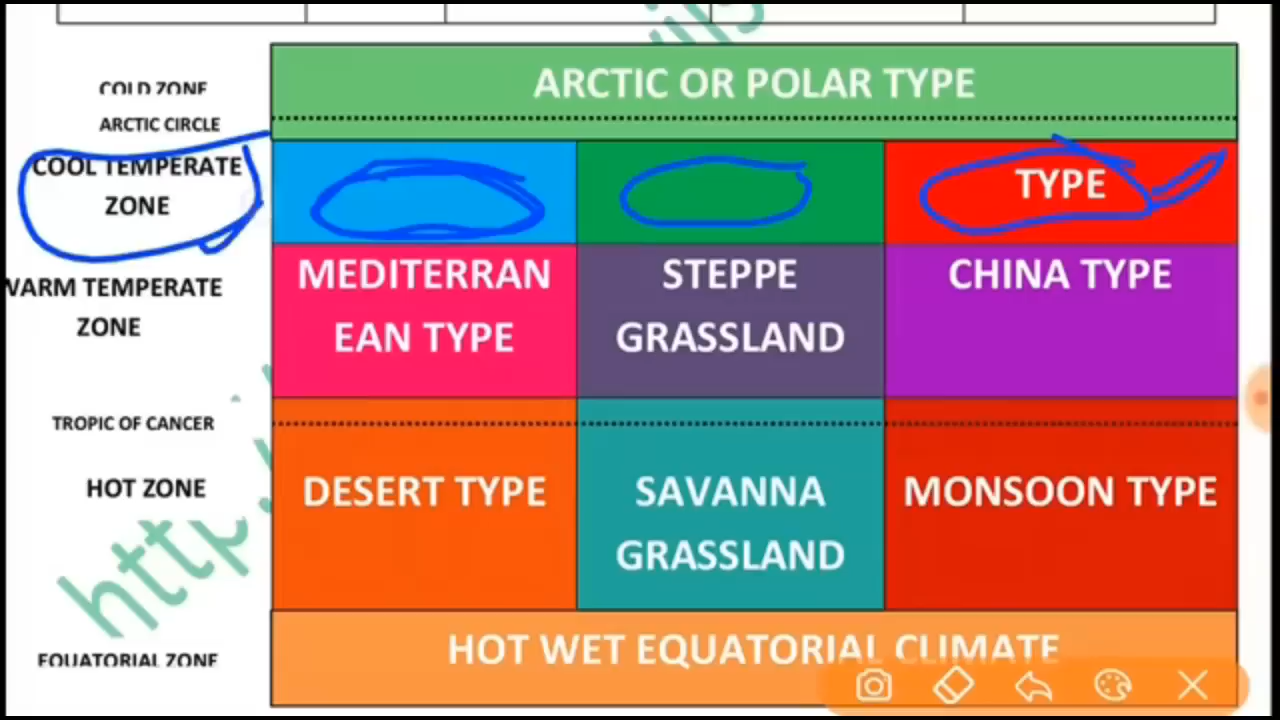 COLD ZONE
ARCTIC OR POLAR TYPE
ARCTIC CIRCLE
COOL TEMPERATE
ZONE
TYPE
WARM TEMPERATE
ZONE
MEDITERRAN
EAN TYPE
STEPPE
GRASSLAND
CHINA TYPE
TROPIC OF CANCER
HOT ZONE
DESERT TYPE
SAVANNA
GRASSLAND
MONSOON TYPE
http
EQUATORIAL ZONE
HOT WET EQUATORIAL CLIMATE